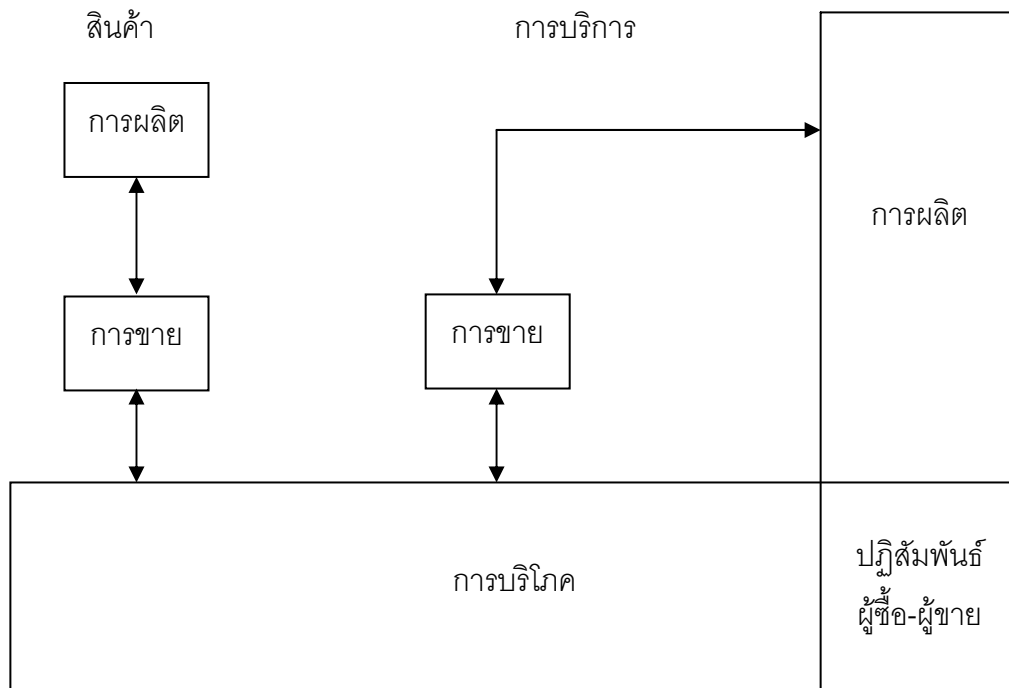 สินค้า
การบริการ
การผลิต
การผลิต
การขาย
การขาย
การบริโภค
ปฏิสัมพันธ์
ผู้ซื้อ-ผู้ขาย